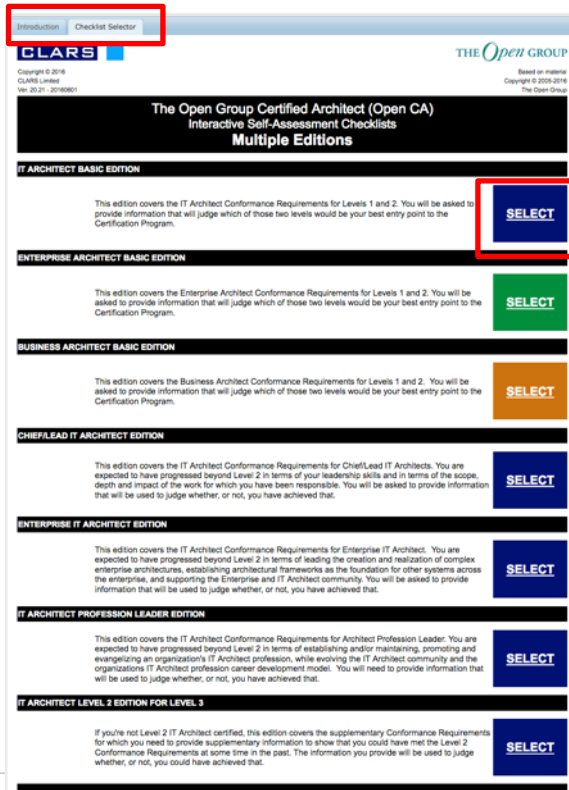 Introduction Checklist Selector
CLARS
THE Open GROUP
Copyright © 2016
CLARS Limited
Ver. 20.21 - 20160601
Based on material
Copyright © 2005-2016
The Open Group
The Open Group Certified Architect (Open CA)
Interactive Self-Assessment Checklists
Multiple Editions
IT ARCHITECT BASIC EDITION
This edition covers the IT Architect Conformance Requirements for Levels 1 and 2. You will be asked to
provide information that will judge which of those two levels would be your best entry point to the
Certification Program.
SELECT
ENTERPRISE ARCHITECT BASIC EDITION
This edition covers the Enterprise Architect Conformance Requirements for Levels 1 and 2. You will be
asked to provide information that will judge which of those two levels would be your best entry point to the
Certification Program.
SELECT
BUSINESS ARCHITECT BASIC EDITION
This edition covers the Business Architect Conformance Requirements for Levels 1 and 2. You will be
asked to provide information that will judge which of those two levels would be your best entry point to the
Certification Program.
SELECT
CHIEF/LEAD IT ARCHITECT EDITION
This edition covers the IT Architect Conformance Requirements for Chief/Lead IT Architects. You are
expected to have progressed beyond Level 2 in terms of your leadership skills and in terms of the scope,
depth and impact of the work for which you have been responsible. You will be asked to provide information
that will be used to judge whether, or not, you have achieved that.
SELECT
ENTERPRISE IT ARCHITECT EDITION
This edition covers the IT Architect Conformance Requirements for Enterprise IT Architect. You are
expected to have progressed beyond Level 2 in terms of leading the creation and realization of complex
enterprise architectures, establishing architectural frameworks as the foundation for other systems across
the enterprise, and supporting the Enterprise and IT Architect community. You will be asked to provide
information that will be used to judge whether, or not, you have achieved that.
SELECT
IT ARCHITECT PROFESSION LEADER EDITION
This edition covers the IT Architect Conformance Requirements for Architect Profession Leader. You are
expected to have progressed beyond Level 2 in terms of establishing and/or maintaining, promoting and
evangelizing an organization's IT Architect profession, while evolving the IT Architect community and the
organizations IT Architect profession career development model. You will need to provide information that
will be used to judge whether, or not, you have achieved that.
SELECT
IT ARCHITECT LEVEL 2 EDITION FOR LEVEL 3
If you're not Level 2 IT Architect certified, this edition covers the supplementary Conformance Requirements
for which you need to provide supplementary information to show that you could have met the Level 2
Conformance Requirements at some time in the past. The information you provide will be used to judge
whether, or not, you could have achieved that.
SELECT